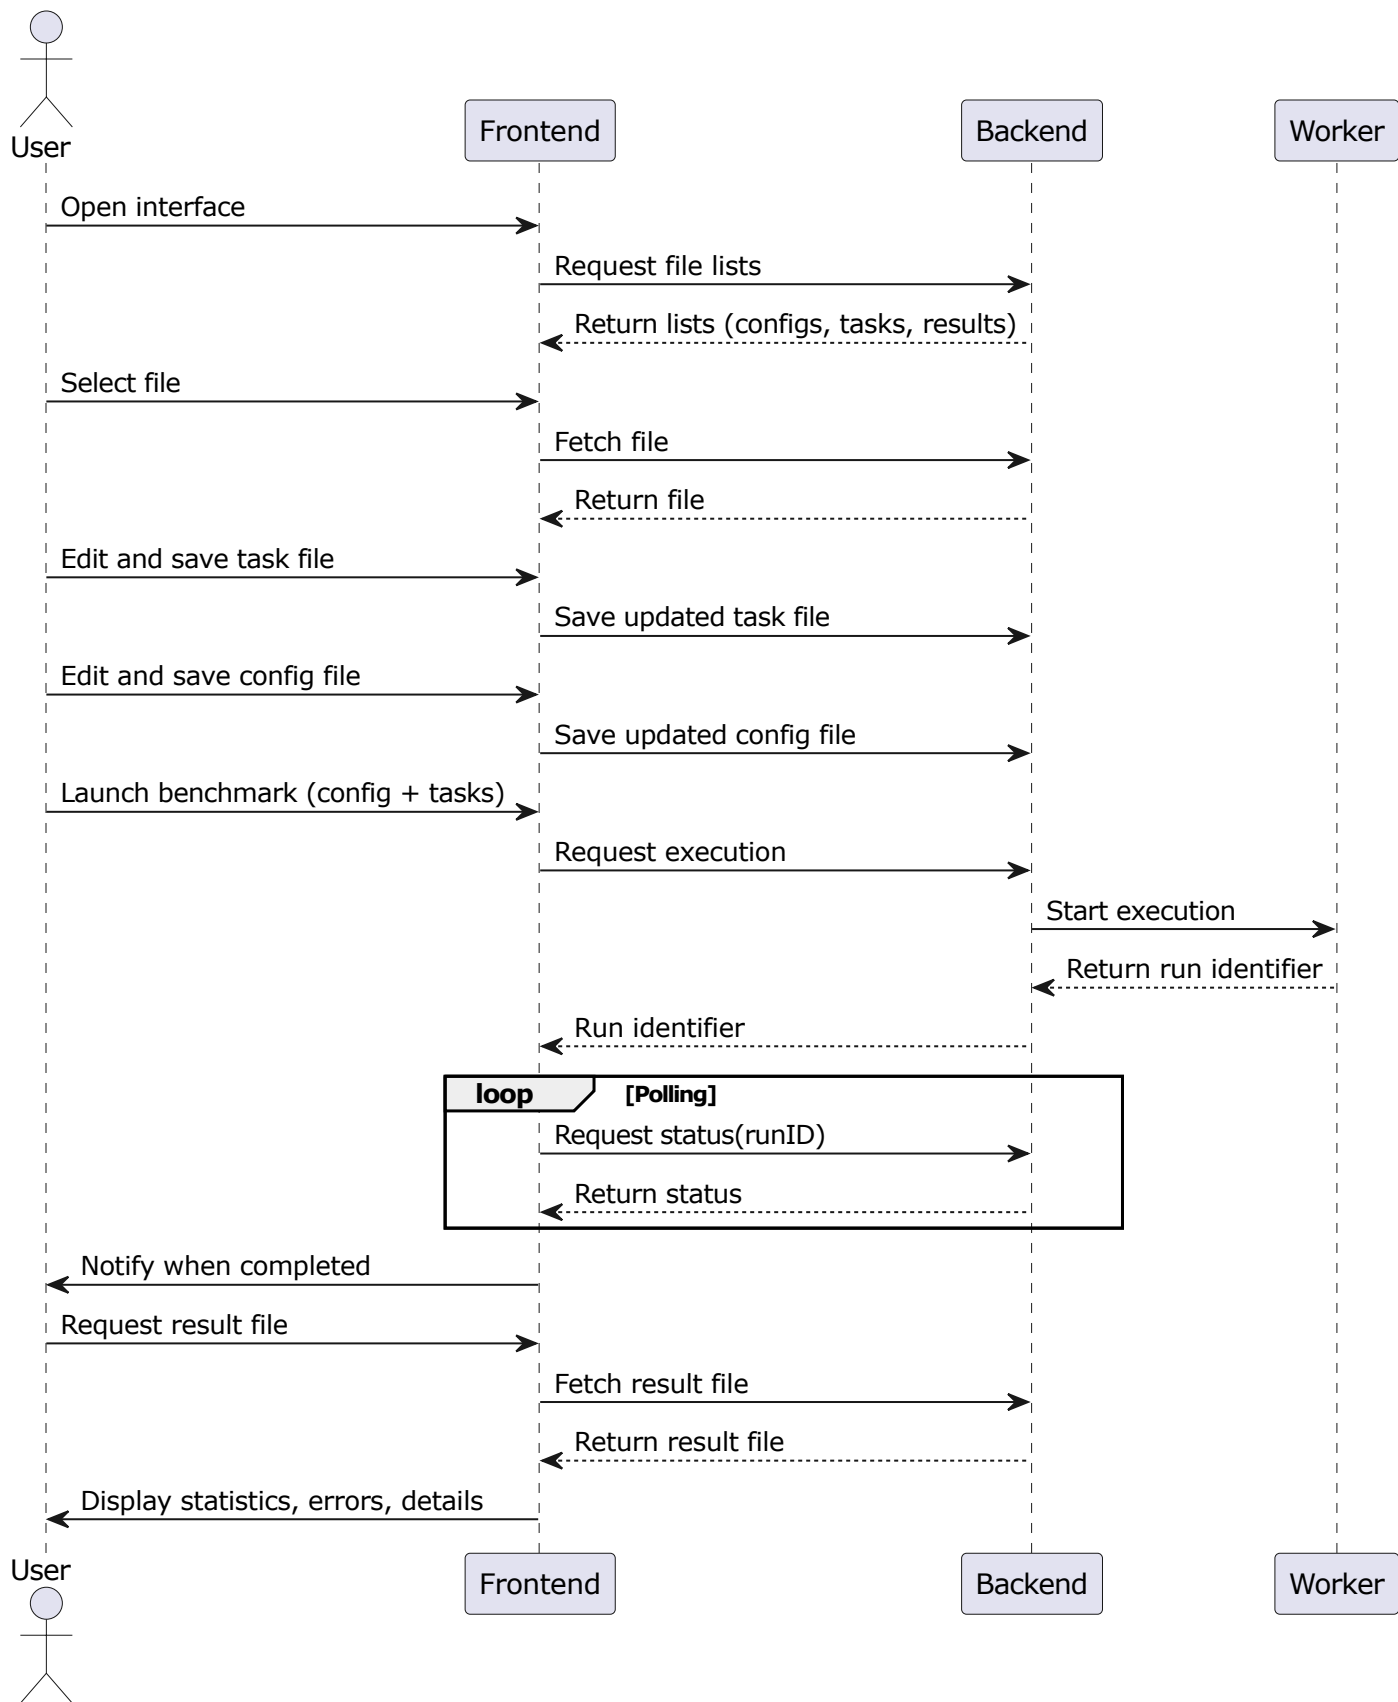 User
Frontend
Backend
Worker
Open interface
Request file lists
Return lists (configs, tasks, results)
Select file
Fetch file
Return file
Edit and save task file
Save updated task file
Edit and save config file
Save updated config file
Launch benchmark (config + tasks)
Request execution
Start execution
Return run identifier
Run identifier
loop [Polling]
Request status(runID)
Return status
Notify when completed
Request result file
Fetch result file
Return result file
Display statistics, errors, details
User
Frontend
Backend
Worker